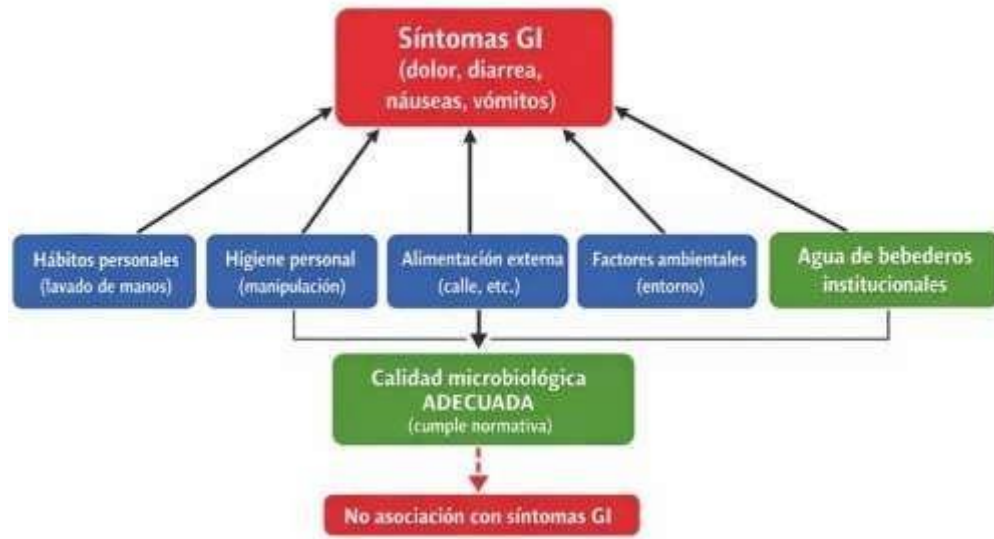 Síntomas GI
(dolor, diarrea,
náuseas, vómitos)
Hábitos personales
(lavado de manos)
Higiene personal
(manipulación)
Alimentación externa
(calle, etc.)
Factores ambientales
(entorno)
Agua de bebederos
institucionales
Calidad microbiológica
ADECUADA
(cumple normativa)
No asociación con síntomas GI